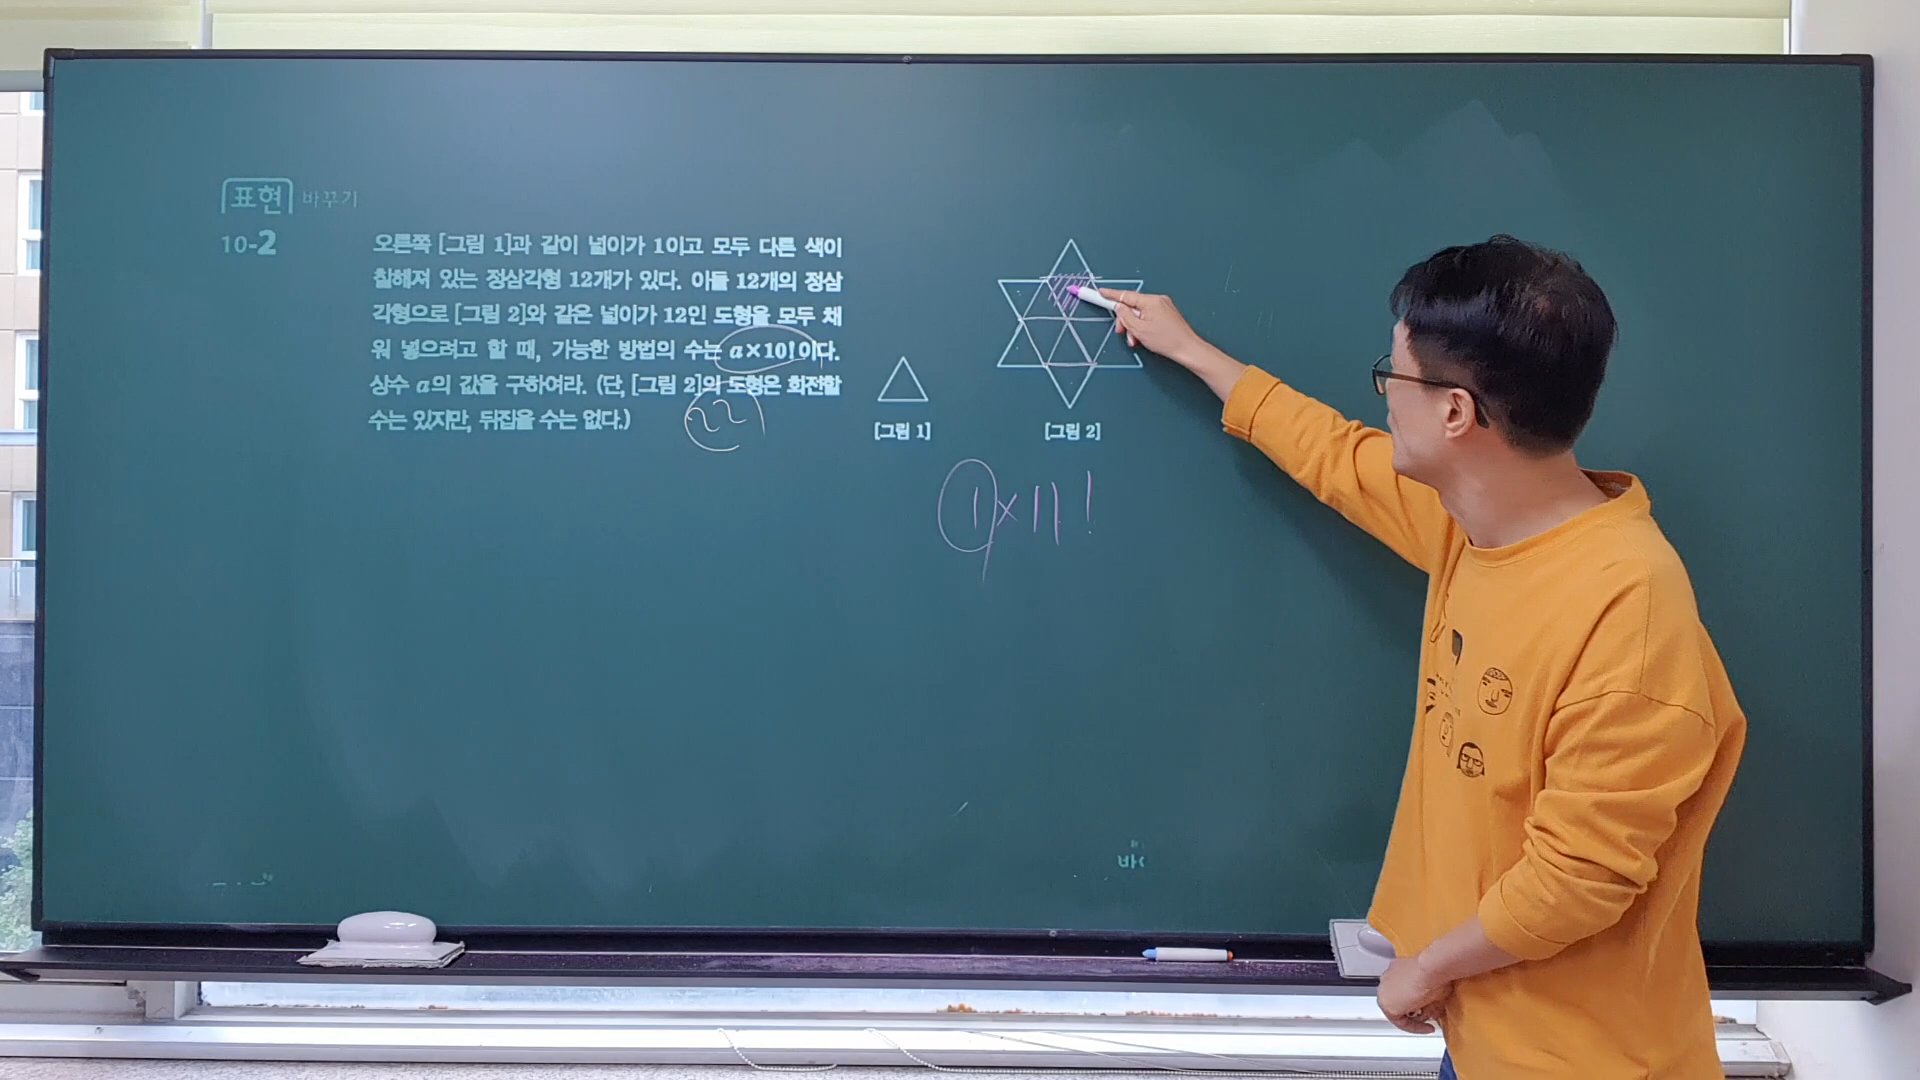 표현 바꾸기
10-2
오른쪽 [그림 1]과 같이 넓이가 1이고 모두 다른 색이
칠해져 있는 정삼각형 12개가 있다. 아들 12개의 정삼
각형으로 [그림 2]와 같은 넓이가 12인 도형을 모두 채
워 넣으려고 할 때, 가능한 방법의 수는 a×10!이다.
상수 a의 값을 구하여라. (단, [그림 2]의 도형은 회전할
수는 있지만, 뒤집을 수는 없다.)
22
[그림 1]
[그림 2]
1×11!